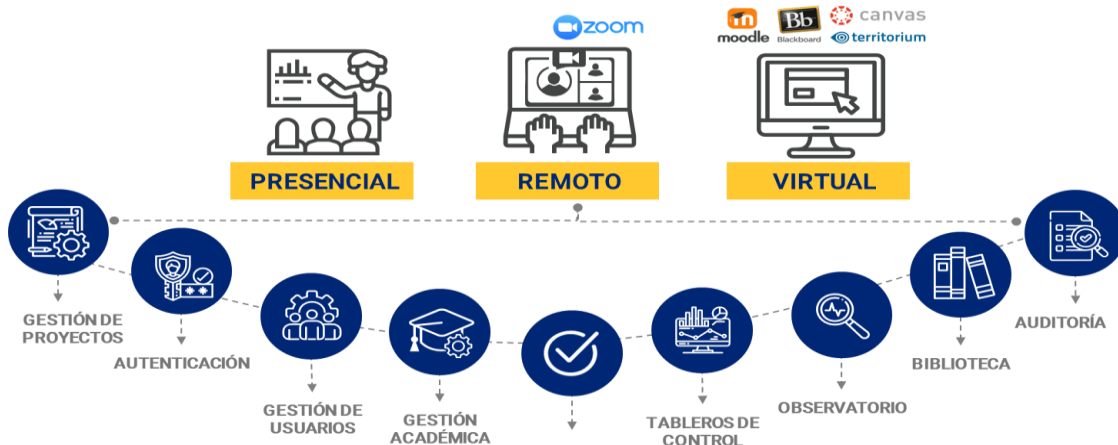 zoom
moodle
Bb
Blackboard
canvas
territorium
PRESENCIAL
REMOTO
VIRTUAL
GESTIÓN DE
PROYECTOS
AUTENTICACIÓN
GESTIÓN DE
USUARIOS
GESTIÓN
ACADÉMICA
TABLEROS DE
CONTROL
OBSERVATORIO
BIBLIOTECA
AUDITORÍA